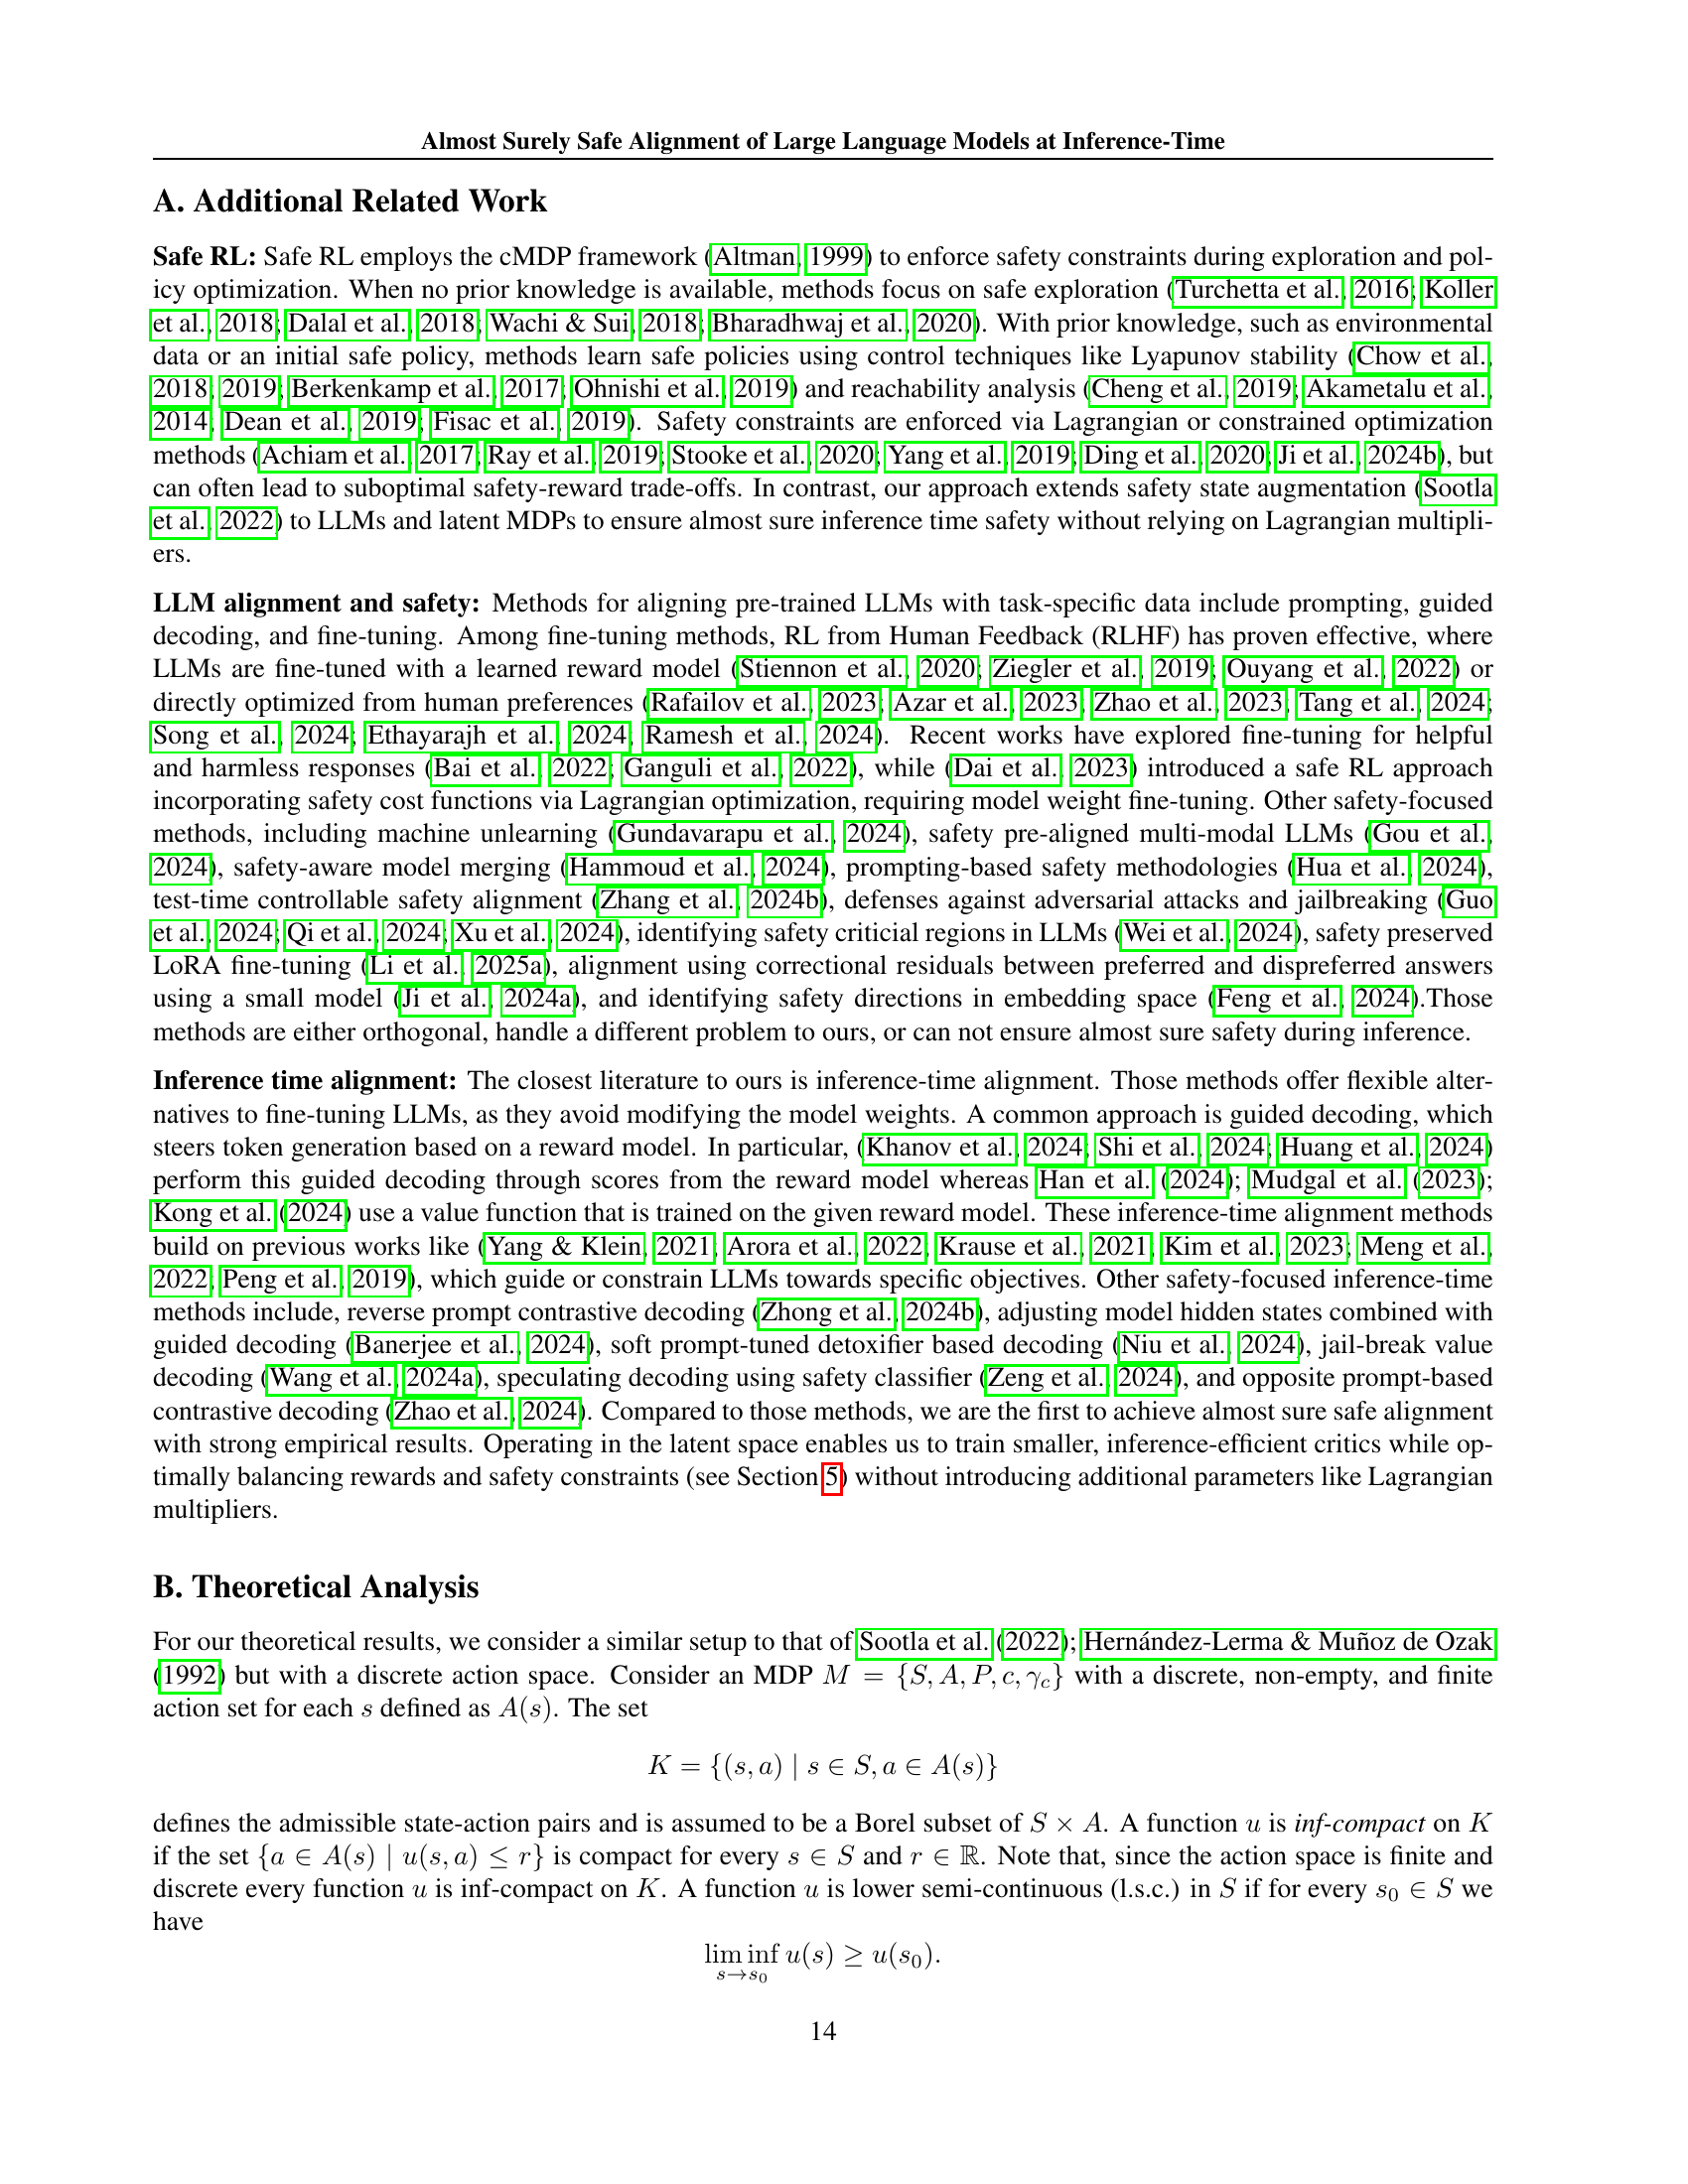 Almost Surely Safe Alignment of Large Language Models at Inference-Time
A. Additional Related Work
Safe RL: Safe RL employs the cMDP framework (Altman, 1999) to enforce safety constraints during exploration and pol-
icy optimization. When no prior knowledge is available, methods focus on safe exploration (Turchetta et al., 2016; Koller
et al., 2018; Dalal et al., 2018; Wachi & Sui, 2018; Bharadhwaj et al., 2020). With prior knowledge, such as environmental
data or an initial safe policy, methods learn safe policies using control techniques like Lyapunov stability (Chow et al.,
2018; 2019; Berkenkamp et al., 2017; Ohnishi et al., 2019) and reachability analysis (Cheng et al., 2019; Akametalu et al.,
2014; Dean et al., 2019; Fisac et al., 2019). Safety constraints are enforced via Lagrangian or constrained optimization
methods (Achiam et al., 2017; Ray et al., 2019; Stooke et al., 2020; Yang et al., 2019; Ding et al., 2020; Ji et al., 2024b), but
can often lead to suboptimal safety-reward trade-offs. In contrast, our approach extends safety state augmentation (Sootla
et al., 2022) to LLMs and latent MDPs to ensure almost sure inference time safety without relying on Lagrangian multipli-
ers.
LLM alignment and safety: Methods for aligning pre-trained LLMs with task-specific data include prompting, guided
decoding, and fine-tuning. Among fine-tuning methods, RL from Human Feedback (RLHF) has proven effective, where
LLMs are fine-tuned with a learned reward model (Stiennon et al., 2020; Ziegler et al., 2019; Ouyang et al., 2022) or
directly optimized from human preferences (Rafailov et al., 2023; Azar et al., 2023; Zhao et al., 2023; Tang et al., 2024;
Song et al., 2024; Ethayarajh et al., 2024; Ramesh et al., 2024). Recent works have explored fine-tuning for helpful
and harmless responses (Bai et al., 2022; Ganguli et al., 2022), while (Dai et al., 2023) introduced a safe RL approach
incorporating safety cost functions via Lagrangian optimization, requiring model weight fine-tuning. Other safety-focused
methods, including machine unlearning (Gundavarapu et al., 2024), safety pre-aligned multi-modal LLMs (Gou et al.,
2024), safety-aware model merging (Hammoud et al., 2024), prompting-based safety methodologies (Hua et al., 2024),
test-time controllable safety alignment (Zhang et al., 2024b), defenses against adversarial attacks and jailbreaking (Guo
et al., 2024; Qi et al., 2024; Xu et al., 2024), identifying safety criticial regions in LLMs (Wei et al., 2024), safety preserved
LoRA fine-tuning (Li et al., 2025a), alignment using correctional residuals between preferred and dispreferred answers
using a small model (Ji et al., 2024a), and identifying safety directions in embedding space (Feng et al., 2024).Those
methods are either orthogonal, handle a different problem to ours, or can not ensure almost sure safety during inference.
Inference time alignment: The closest literature to ours is inference-time alignment. Those methods offer flexible alter-
natives to fine-tuning LLMs, as they avoid modifying the model weights. A common approach is guided decoding, which
steers token generation based on a reward model. In particular, (Khanov et al., 2024; Shi et al., 2024; Huang et al., 2024)
perform this guided decoding through scores from the reward model whereas Han et al. (2024); Mudgal et al. (2023);
Kong et al. (2024) use a value function that is trained on the given reward model. These inference-time alignment methods
build on previous works like (Yang & Klein, 2021; Arora et al., 2022; Krause et al., 2021; Kim et al., 2023; Meng et al.,
2022; Peng et al., 2019), which guide or constrain LLMs towards specific objectives. Other safety-focused inference-time
methods include, reverse prompt contrastive decoding (Zhong et al., 2024b), adjusting model hidden states combined with
guided decoding (Banerjee et al., 2024), soft prompt-tuned detoxifier based decoding (Niu et al., 2024), jail-break value
decoding (Wang et al., 2024a), speculating decoding using safety classifier (Zeng et al., 2024), and opposite prompt-based
contrastive decoding (Zhao et al., 2024). Compared to those methods, we are the first to achieve almost sure safe alignment
with strong empirical results. Operating in the latent space enables us to train smaller, inference-efficient critics while op-
timally balancing rewards and safety constraints (see Section 5) without introducing additional parameters like Lagrangian
multipliers.
B. Theoretical Analysis
For our theoretical results, we consider a similar setup to that of Sootla et al. (2022); Hernández-Lerma & Muñoz de Ozak
(1992) but with a discrete action space. Consider an MDP M = {S, A, P, c, γ_c} with a discrete, non-empty, and finite
action set for each s defined as A(s). The set
K = {(s, a) | s ∈ S, a ∈ A(s)}
defines the admissible state-action pairs and is assumed to be a Borel subset of S × A. A function u is inf-compact on K
if the set {a ∈ A(s) | u(s, a) ≤ r} is compact for every s ∈ S and r ∈ ℝ. Note that, since the action space is finite and
discrete every function u is inf-compact on K. A function u is lower semi-continuous (l.s.c.) in S if for every s₀ ∈ S we
have
lim inf_{s→s₀} u(s) ≥ u(s₀).
14